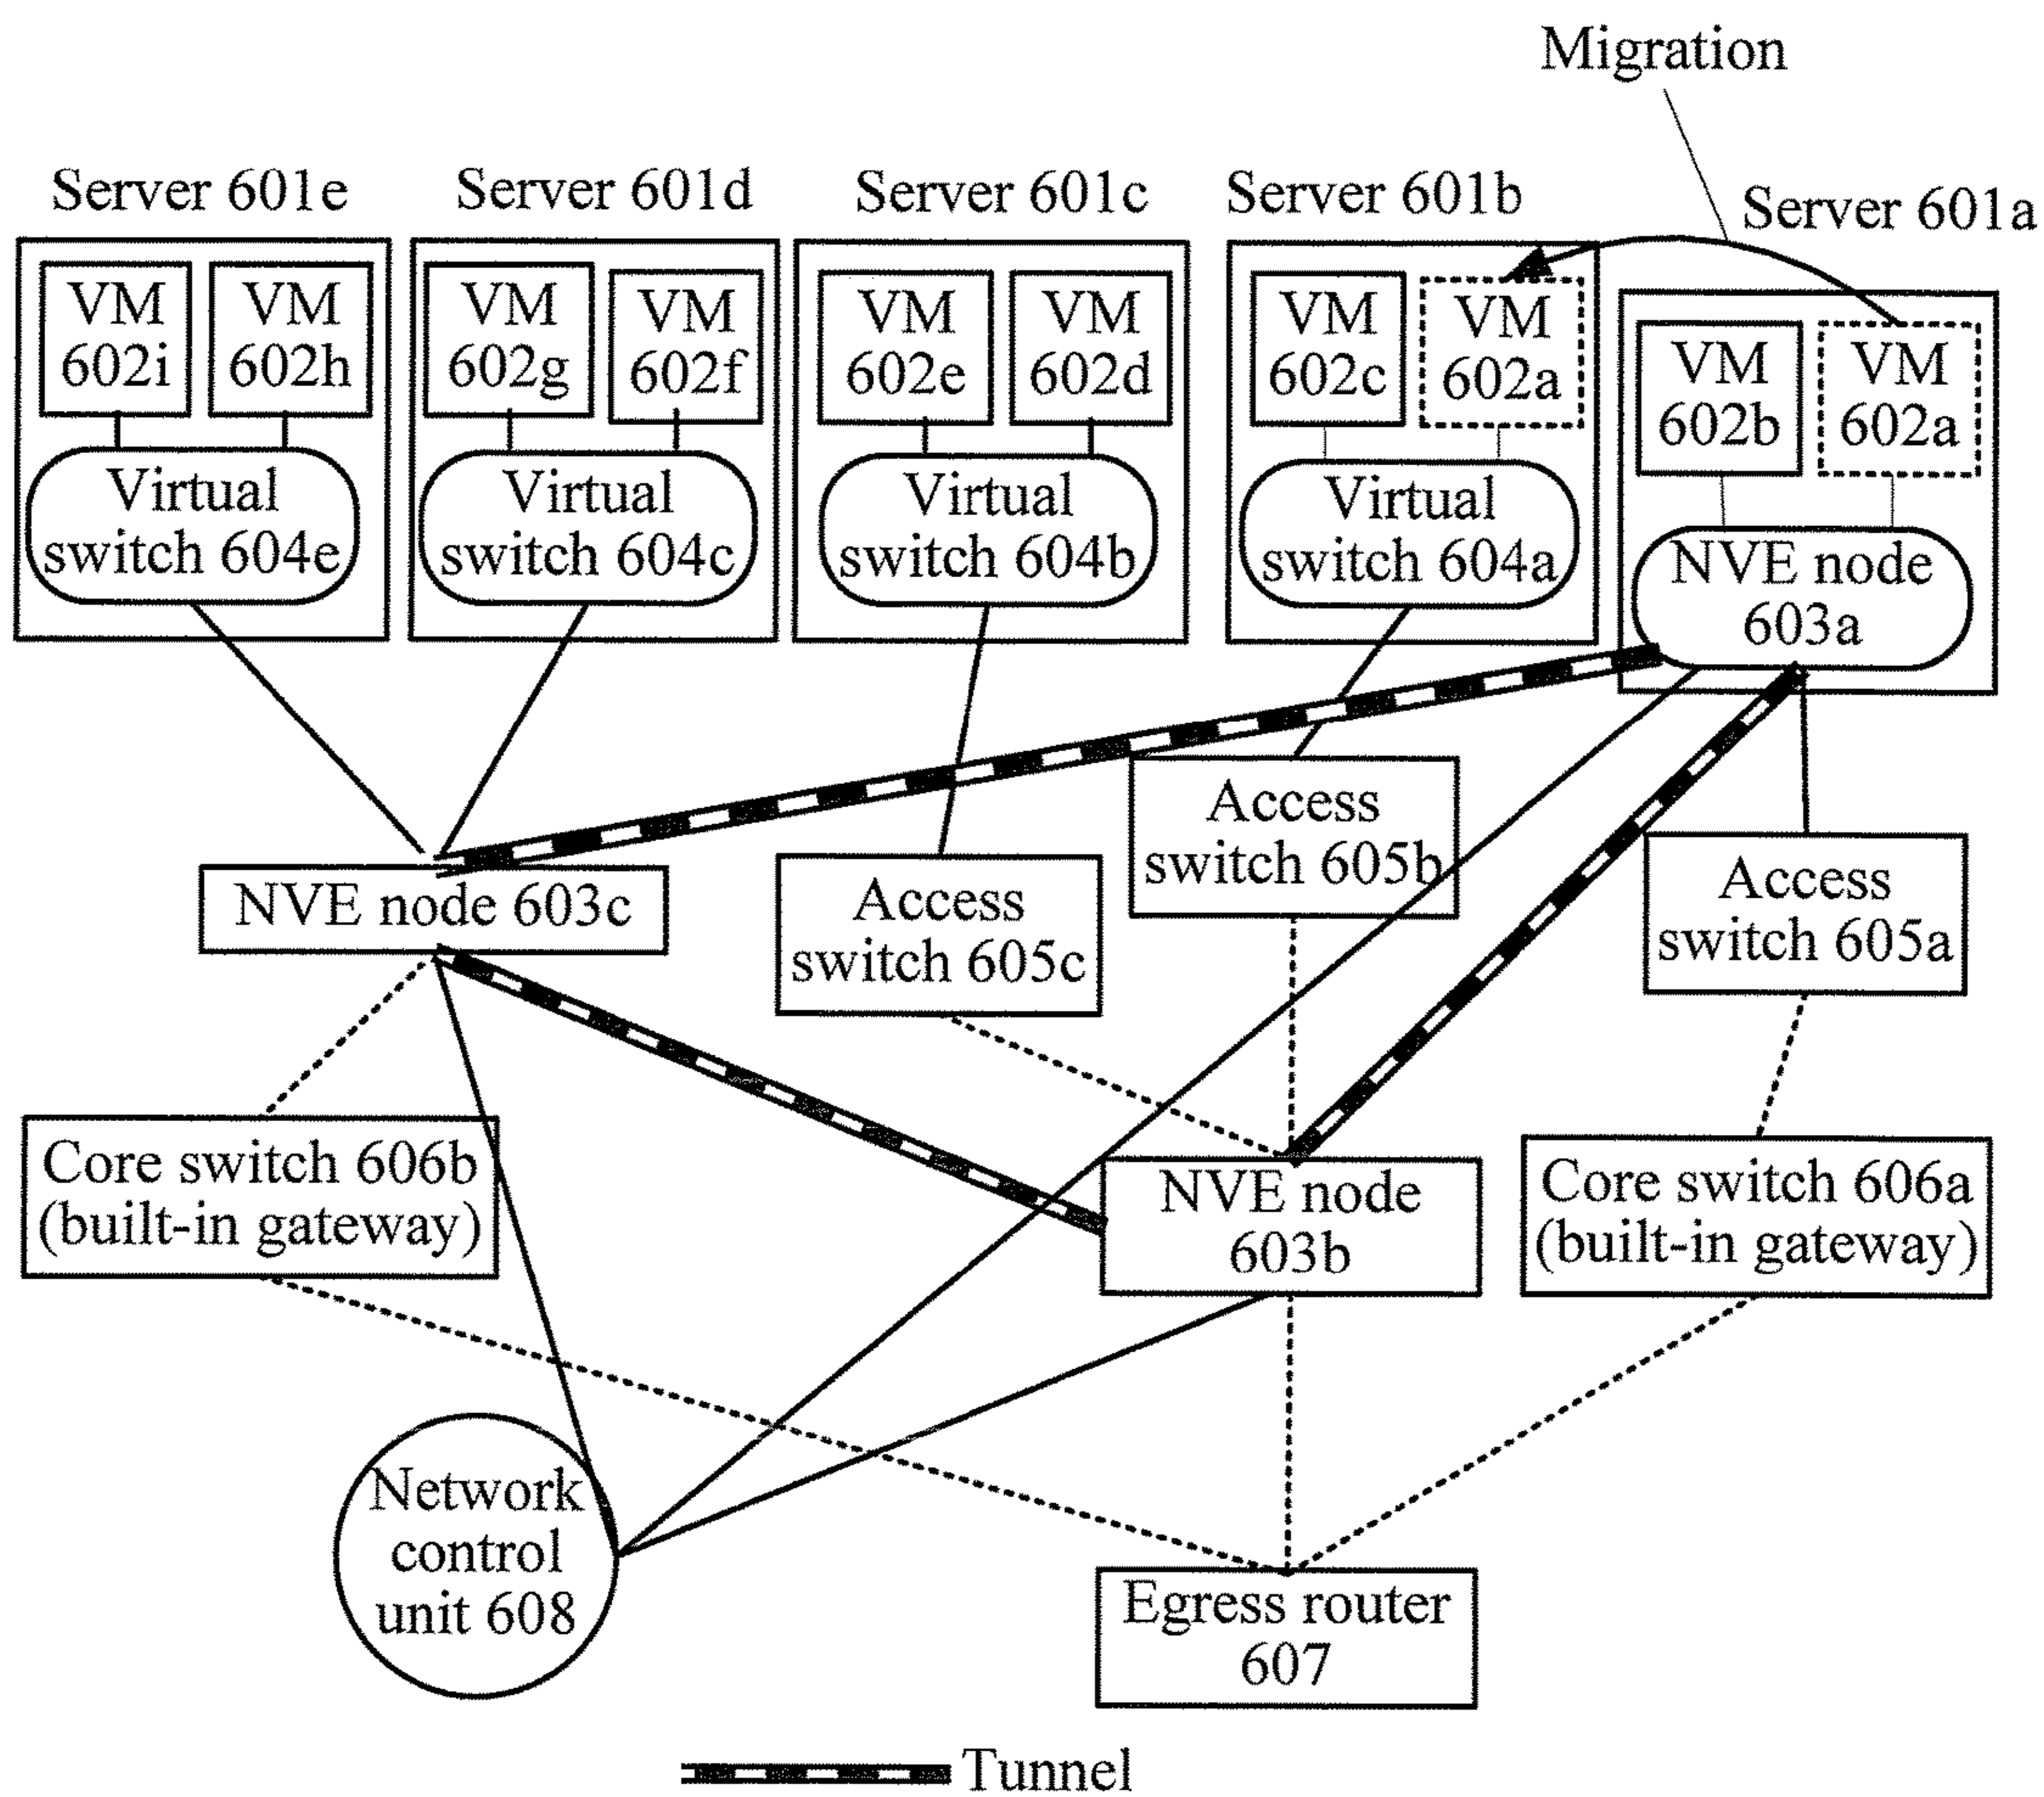 Migration
Server 601e
Server 601d
Server 601c
Server 601b
Server 601a
VM
602i
VM
602h
VM
602g
VM
602f
VM
602e
VM
602d
VM
602c
VM
602a
VM
602b
VM
602a
Virtual
switch 604e
Virtual
switch 604c
Virtual
switch 604b
Virtual
switch 604a
NVE node
603a
NVE node 603c
Access
switch 605c
Access
switch 605b
Access
switch 605a
Core switch 606b
(built-in gateway)
NVE node
603b
Core switch 606a
(built-in gateway)
Network
control
unit 608
Egress router
607
Tunnel